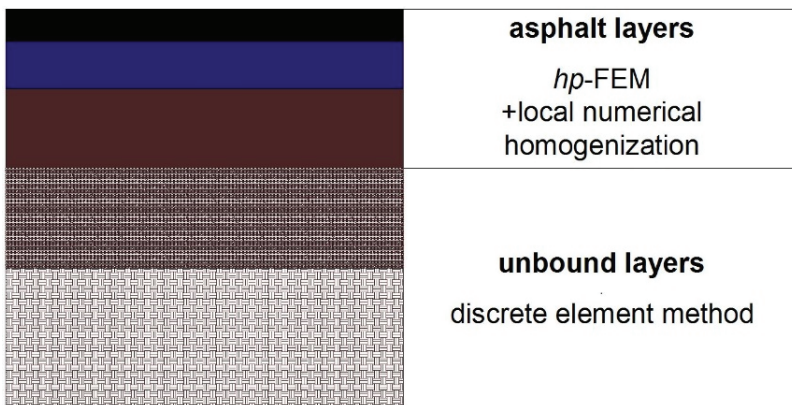 asphalt layers
hp-FEM
+local numerical
homogenization
unbound layers
discrete element method